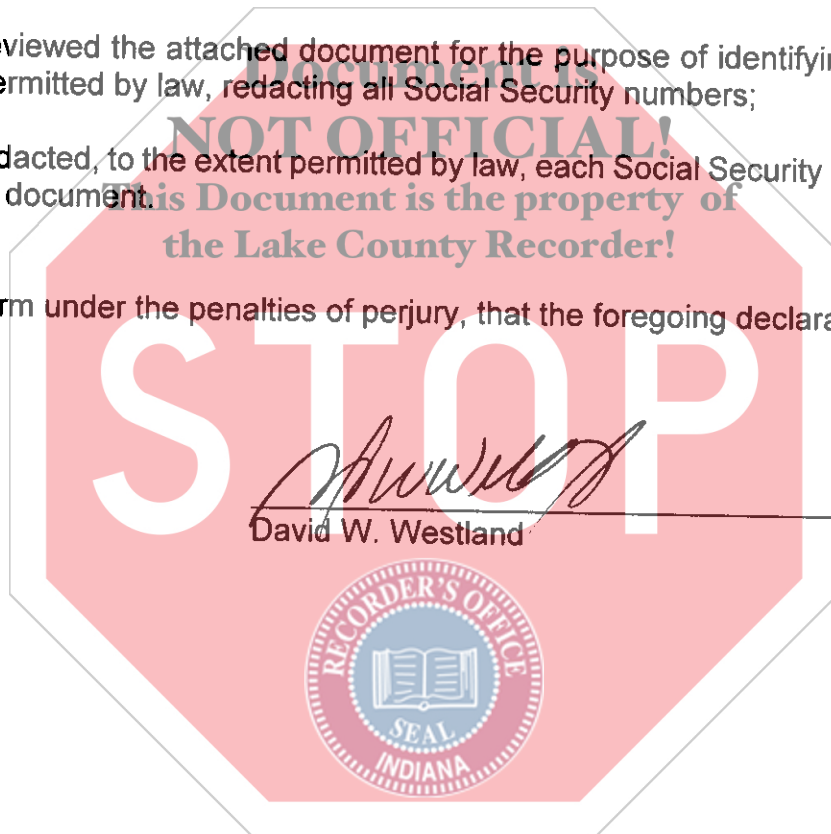 eviewed the attached document for the purpose of identifyin
Document is
ermitted by law, redacting all Social Security numbers;
NOT OFFICIAL!
dacted, to the extent permitted by law, each Social Security
document.
This Document is the property of
the Lake County Recorder!
rm under the penalties of perjury, that the foregoing declara
STOP
David W. Westland
RECORDER'S OFFICE
SEAL
INDIANA